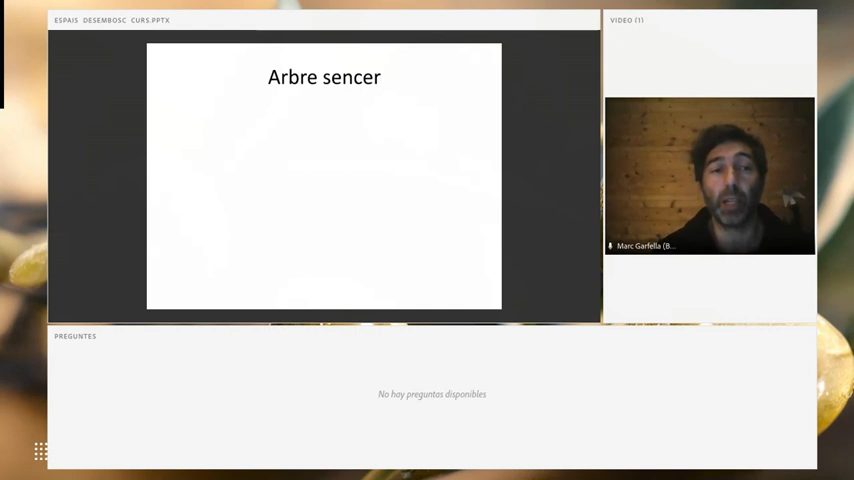 ESPAIS DESEMBOSC CURS.PPTX
VIDEO (1)
Arbre sencer
Marc Garfella (B...
PREGUNTES
No hay preguntas disponibles